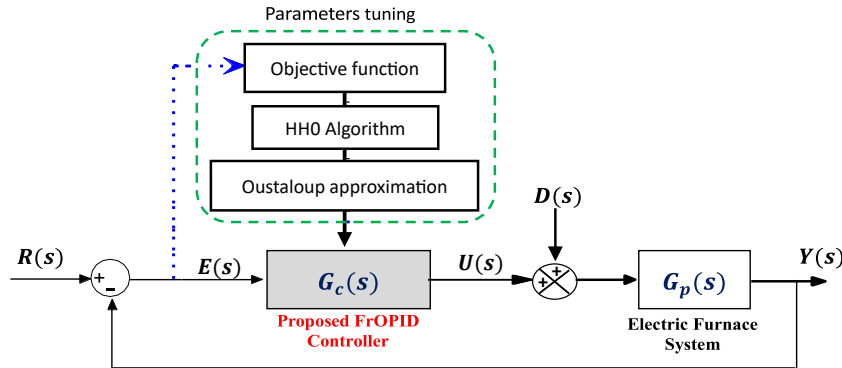 Parameters tuning
Objective function
HH0 Algorithm
Oustaloup approximation
D(s)
R(s)
+
-
E(s)
G_c(s)
U(s)
+
+
G_p(s)
Y(s)
Proposed FrOPID
Controller
Electric Furnace
System